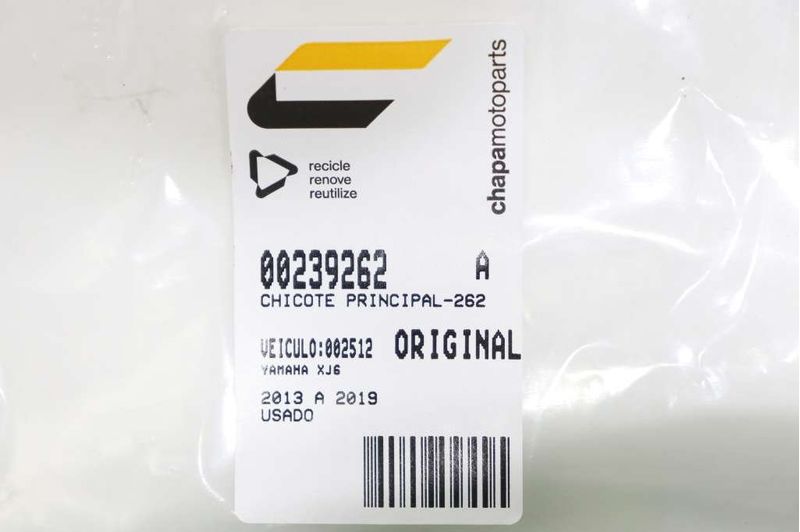 chapamotoparts
recicle
renove
reutilize
00239262 A
CHICOTE PRINCIPAL-262
VEICULO:002512 ORIGINAL
YAMAHA XJ6
2013 A 2019
USADO